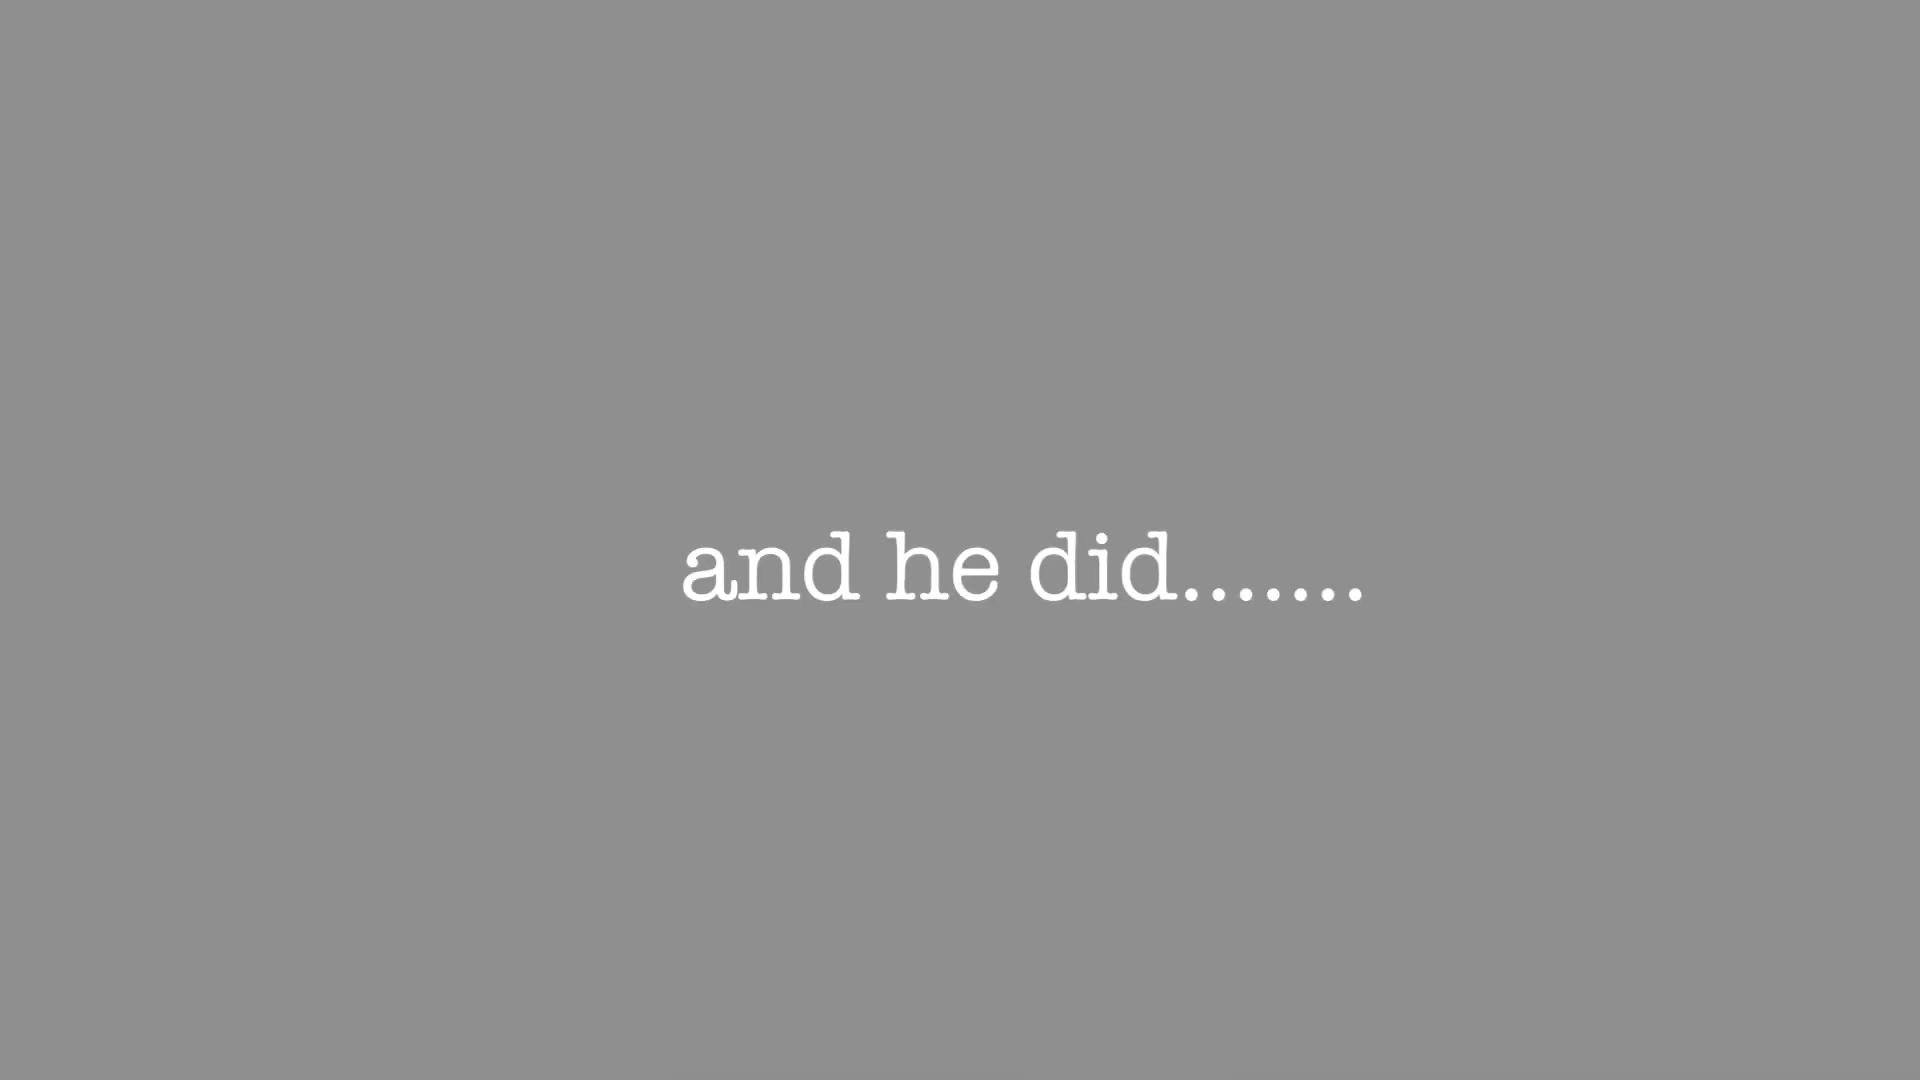 and he did.......